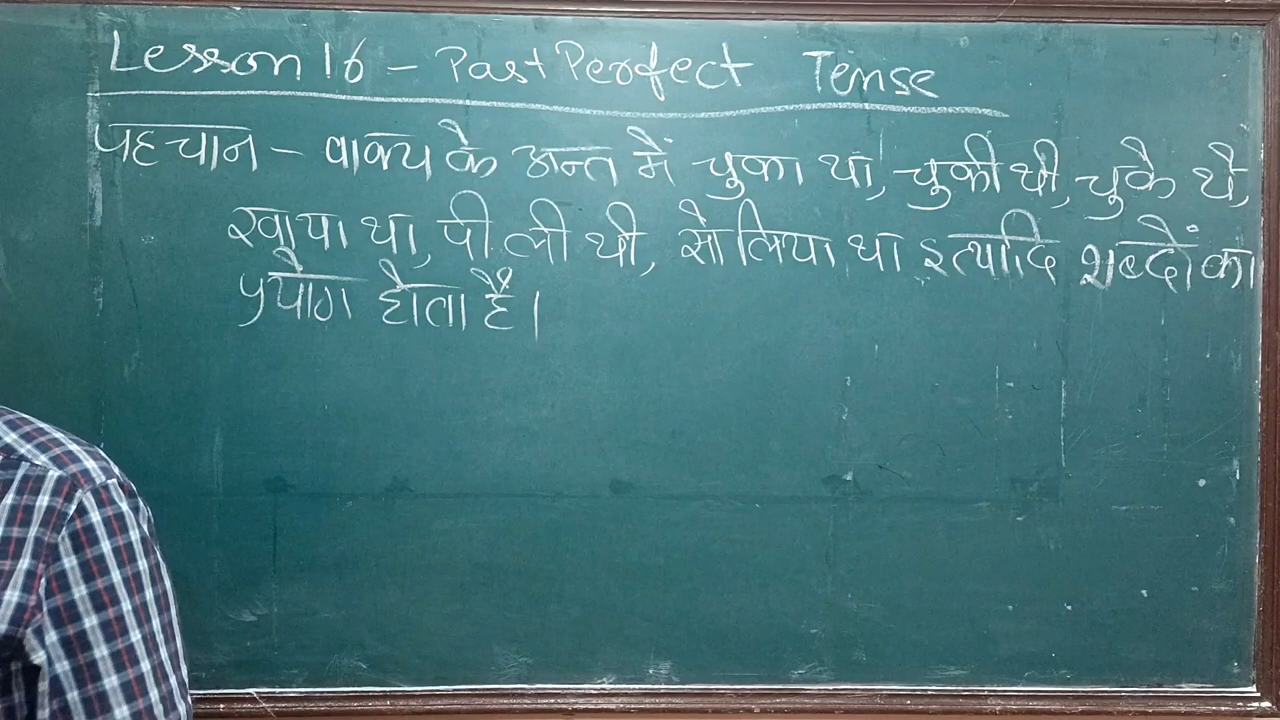 Lesson 16 - Past Perfect Tense
पहचान - वाक्य के अन्त में चुका था, चुकी थी, चुके थे,
खाया था, पी ली थी, सो लिया था इत्यादि शब्दों का
प्रयोग होता है।